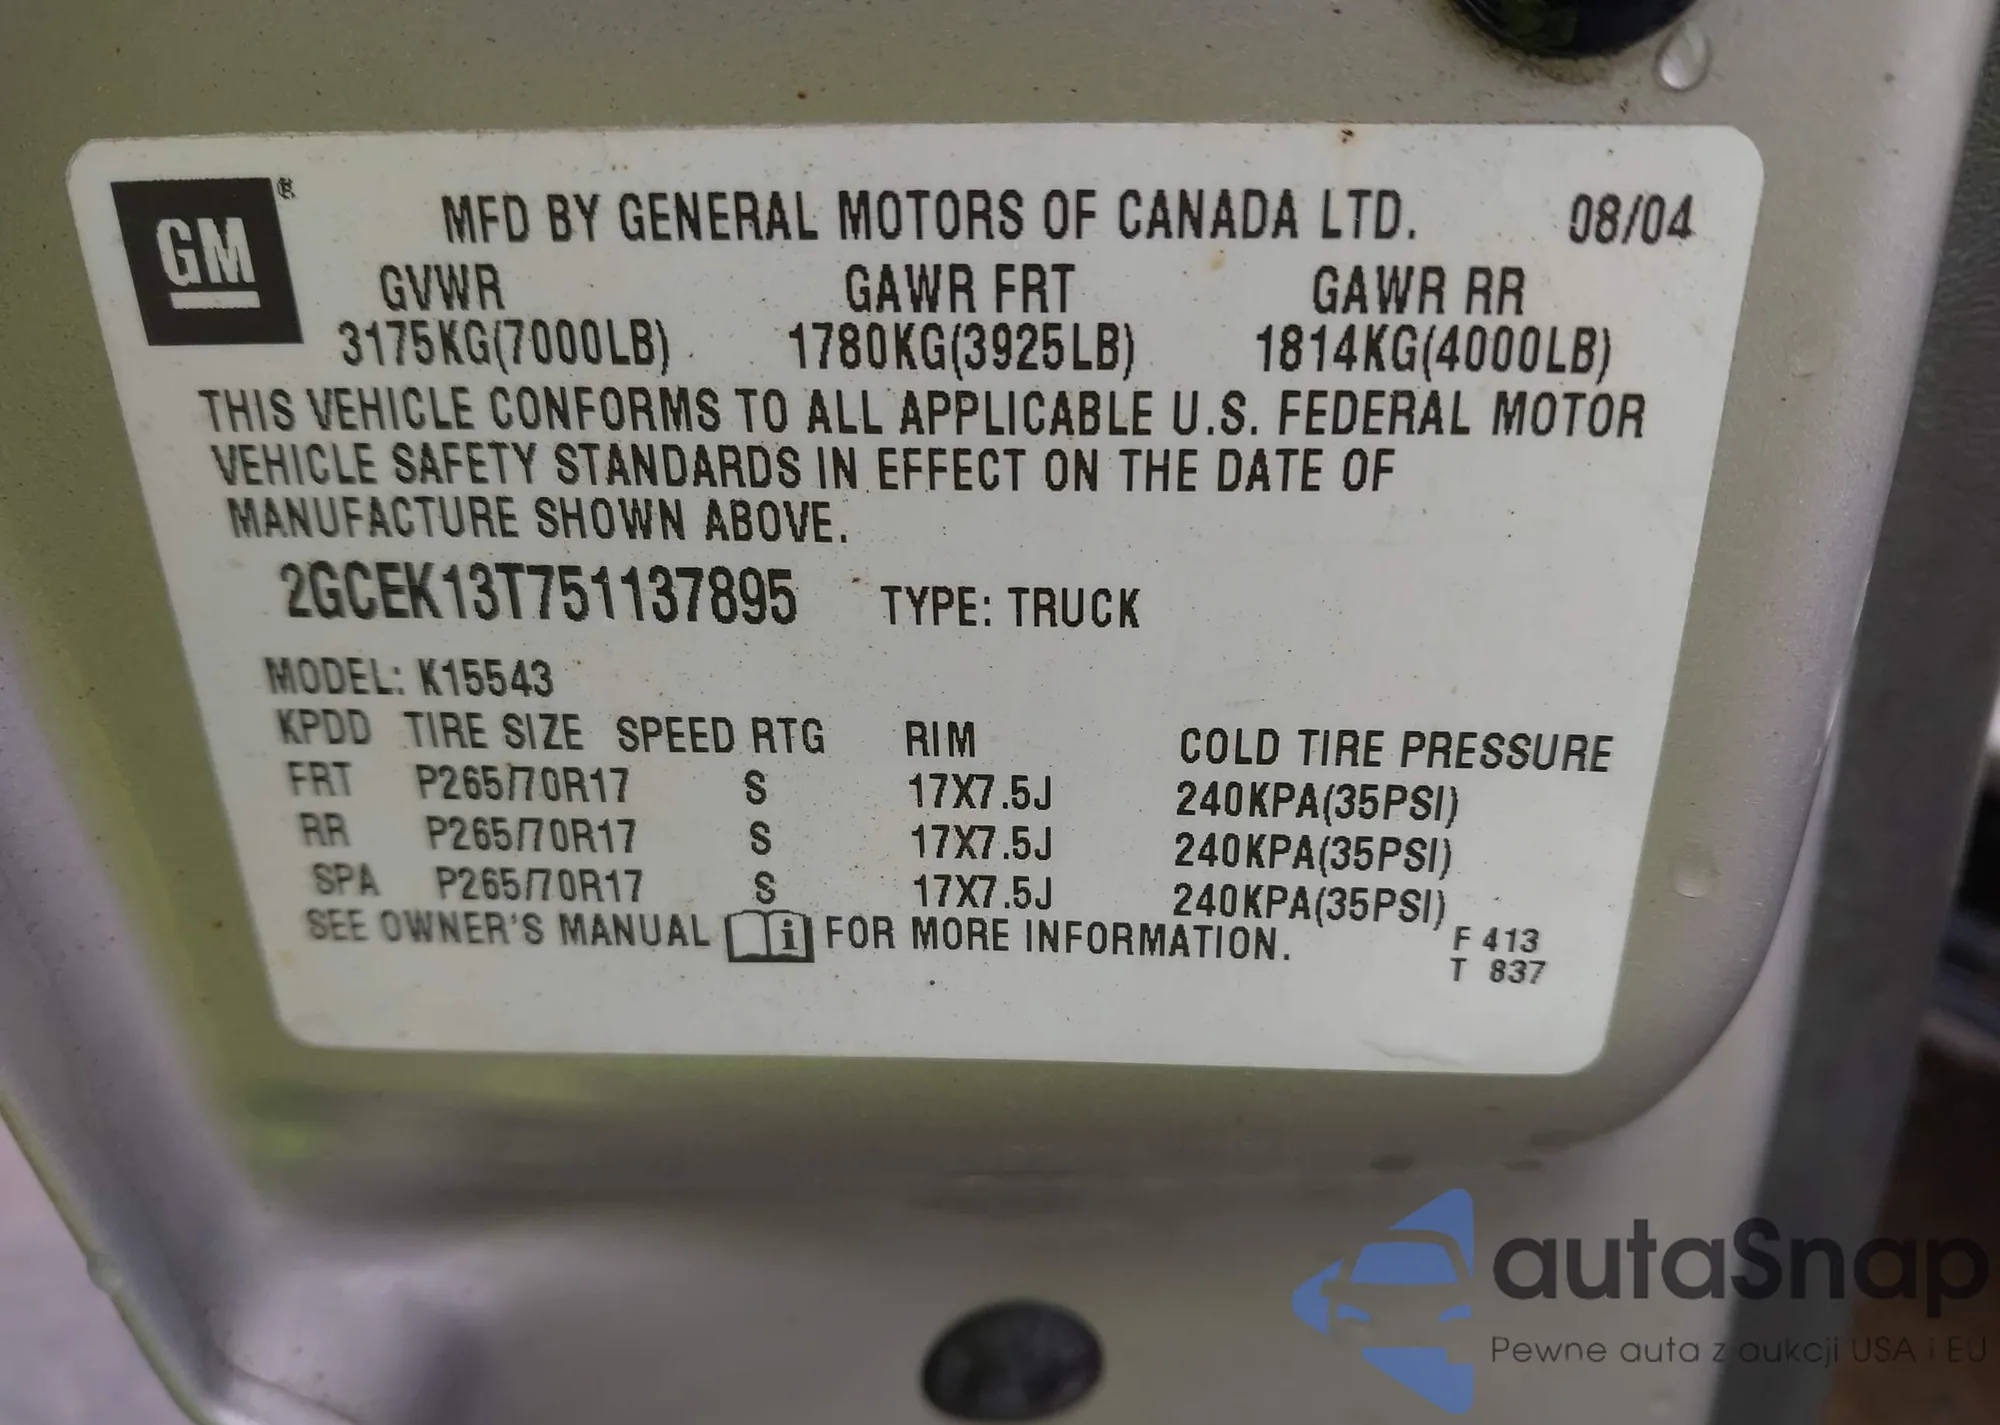 GM ®
MFD BY GENERAL MOTORS OF CANADA LTD. 08/04
GVWR GAWR FRT GAWR RR
3175KG(7000LB) 1780KG(3925LB) 1814KG(4000LB)
THIS VEHICLE CONFORMS TO ALL APPLICABLE U.S. FEDERAL MOTOR
VEHICLE SAFETY STANDARDS IN EFFECT ON THE DATE OF
MANUFACTURE SHOWN ABOVE.
2GCEK13T751137895 TYPE: TRUCK
MODEL: K15543
KPDD TIRE SIZE SPEED RTG RIM COLD TIRE PRESSURE
FRT P265/70R17 S 17X7.5J 240KPA(35PSI)
RR P265/70R17 S 17X7.5J 240KPA(35PSI)
SPA P265/70R17 S 17X7.5J 240KPA(35PSI)
SEE OWNER'S MANUAL i FOR MORE INFORMATION.
F 413
T 837
autaSnap
Pewne auta z aukcji USA i EU